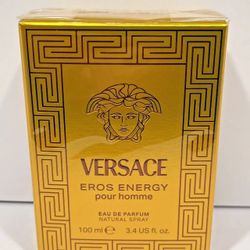 VERSACE
EROS ENERGY
pour homme
EAU DE PARFUM
NATURAL SPRAY
100 ml ℮ 3.4 US fl. oz.